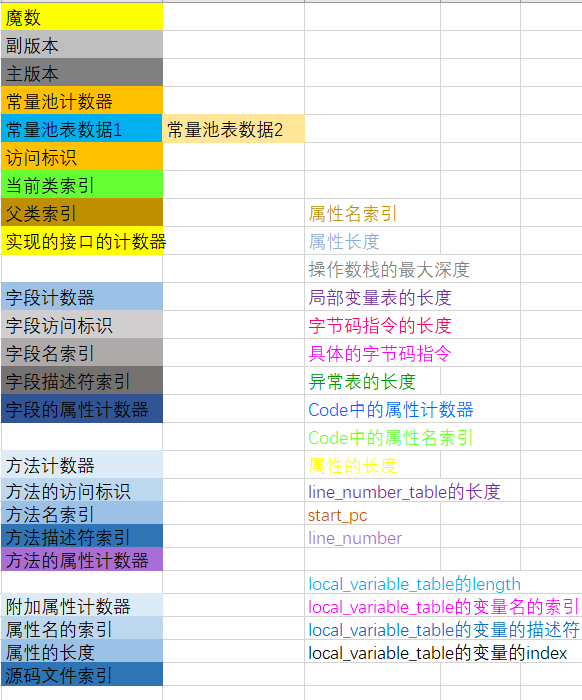 魔数
副版本
主版本
常量池计数器
常量池表数据1 常量池表数据2
访问标识
当前类索引
父类索引 属性名索引
实现的接口的计数器 属性长度
操作数栈的最大深度
字段计数器 局部变量表的长度
字段访问标识 字节码指令的长度
字段名索引 具体的字节码指令
字段描述符索引 异常表的长度
字段的属性计数器 Code中的属性计数器
Code中的属性名索引
方法计数器 属性的长度
方法的访问标识 line_number_table的长度
方法名索引 start_pc
方法描述符索引 line_number
方法的属性计数器
local_variable_table的length
附加属性计数器 local_variable_table的变量名的索引
属性名的索引 local_variable_table的变量的描述符
属性的长度 local_variable_table的变量的index
源码文件索引